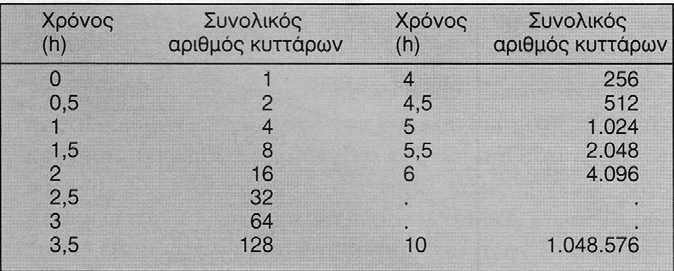 Χρόνος Συνολικός Χρόνος Συνολικός
(h) αριθμός κυττάρων (h) αριθμός κυττάρων
0 1 4 256
0,5 2 4,5 512
1 4 5 1.024
1,5 8 5,5 2.048
2 16 6 4.096
2,5 32 . .
3 64 . .
3,5 128 10 1.048.576